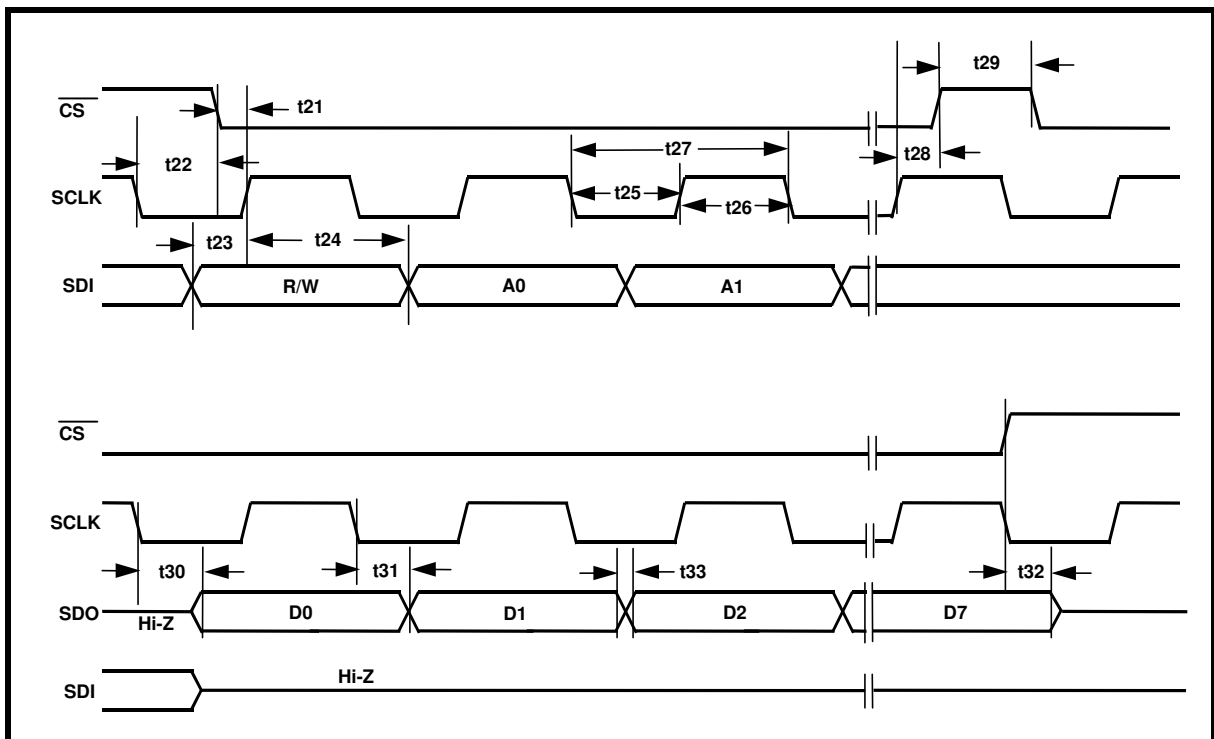 t29
CS
t21
t22
t28
t27
SCLK
t25
t26
t23
t24
SDI
R/W
A0
A1
CS
SCLK
t30
t31
t33
t32
SDO
Hi-Z
D0
D1
D2
D7
SDI
Hi-Z